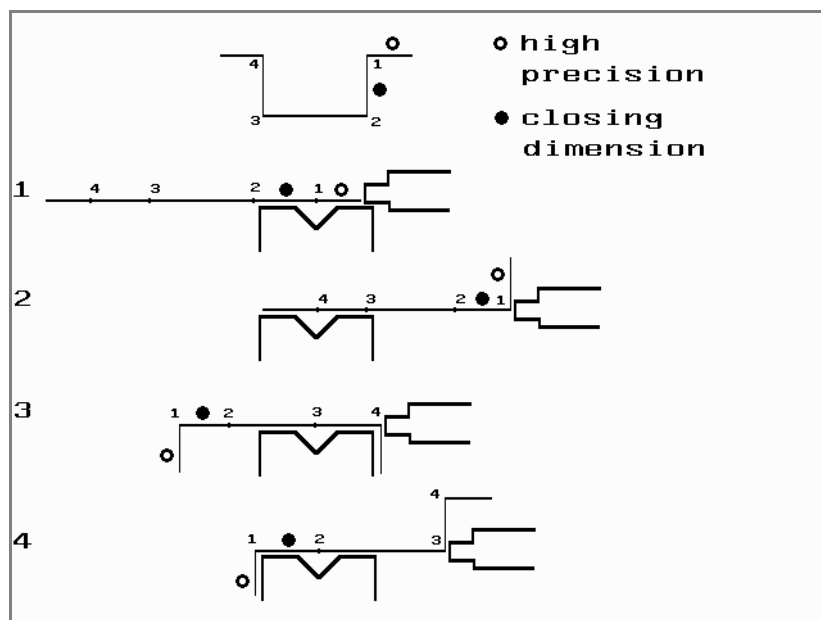 4 1 high
precision
3 2 closing
dimension
1 4 3 2 1
2 4 3 2 1
3 1 2 3 4
4
4 1 2 3